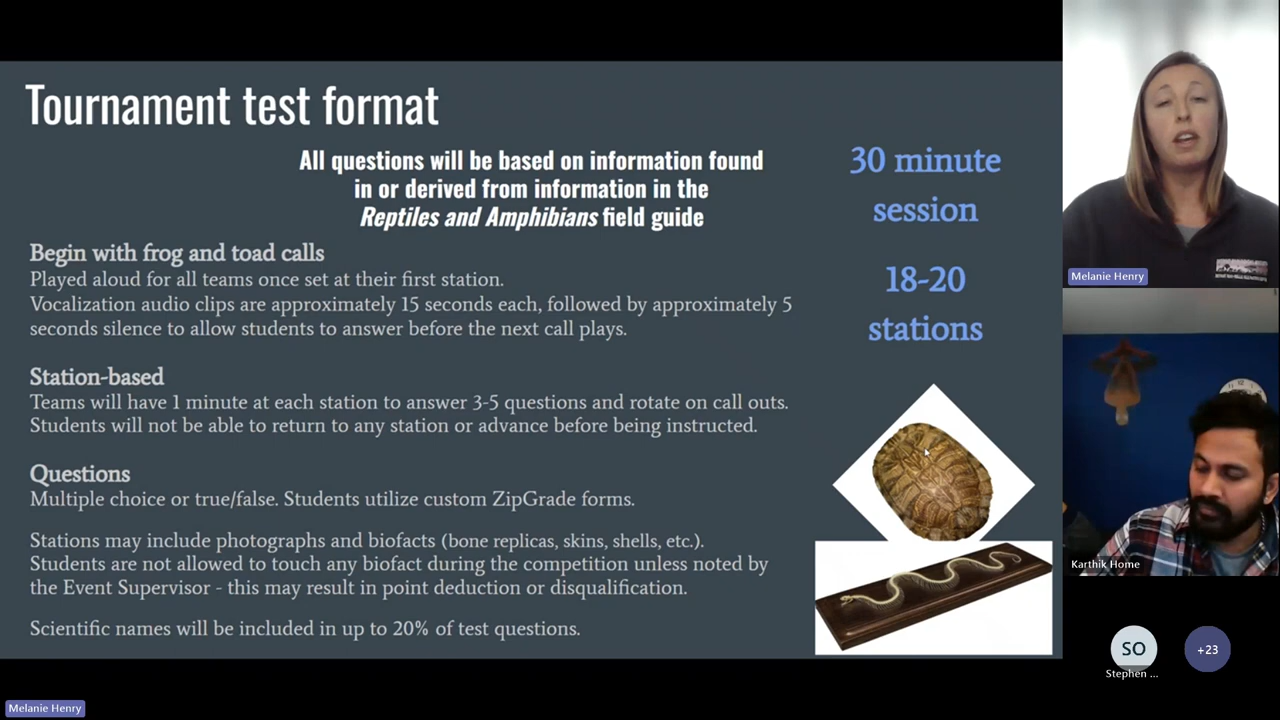 Tournament test format
All questions will be based on information found
in or derived from information in the
Reptiles and Amphibians field guide
30 minute
session
18-20
stations
Begin with frog and toad calls
Played aloud for all teams once set at their first station.
Vocalization audio clips are approximately 15 seconds each, followed by approximately 5
seconds silence to allow students to answer before the next call plays.
Station-based
Teams will have 1 minute at each station to answer 3-5 questions and rotate on call outs.
Students will not be able to return to any station or advance before being instructed.
Questions
Multiple choice or true/false. Students utilize custom ZipGrade forms.
Stations may include photographs and biofacts (bone replicas, skins, shells, etc.).
Students are not allowed to touch any biofact during the competition unless noted by
the Event Supervisor - this may result in point deduction or disqualification.
Scientific names will be included in up to 20% of test questions.
Melanie Henry
Karthik Home
SO
Stephen ...
+23
Melanie Henry